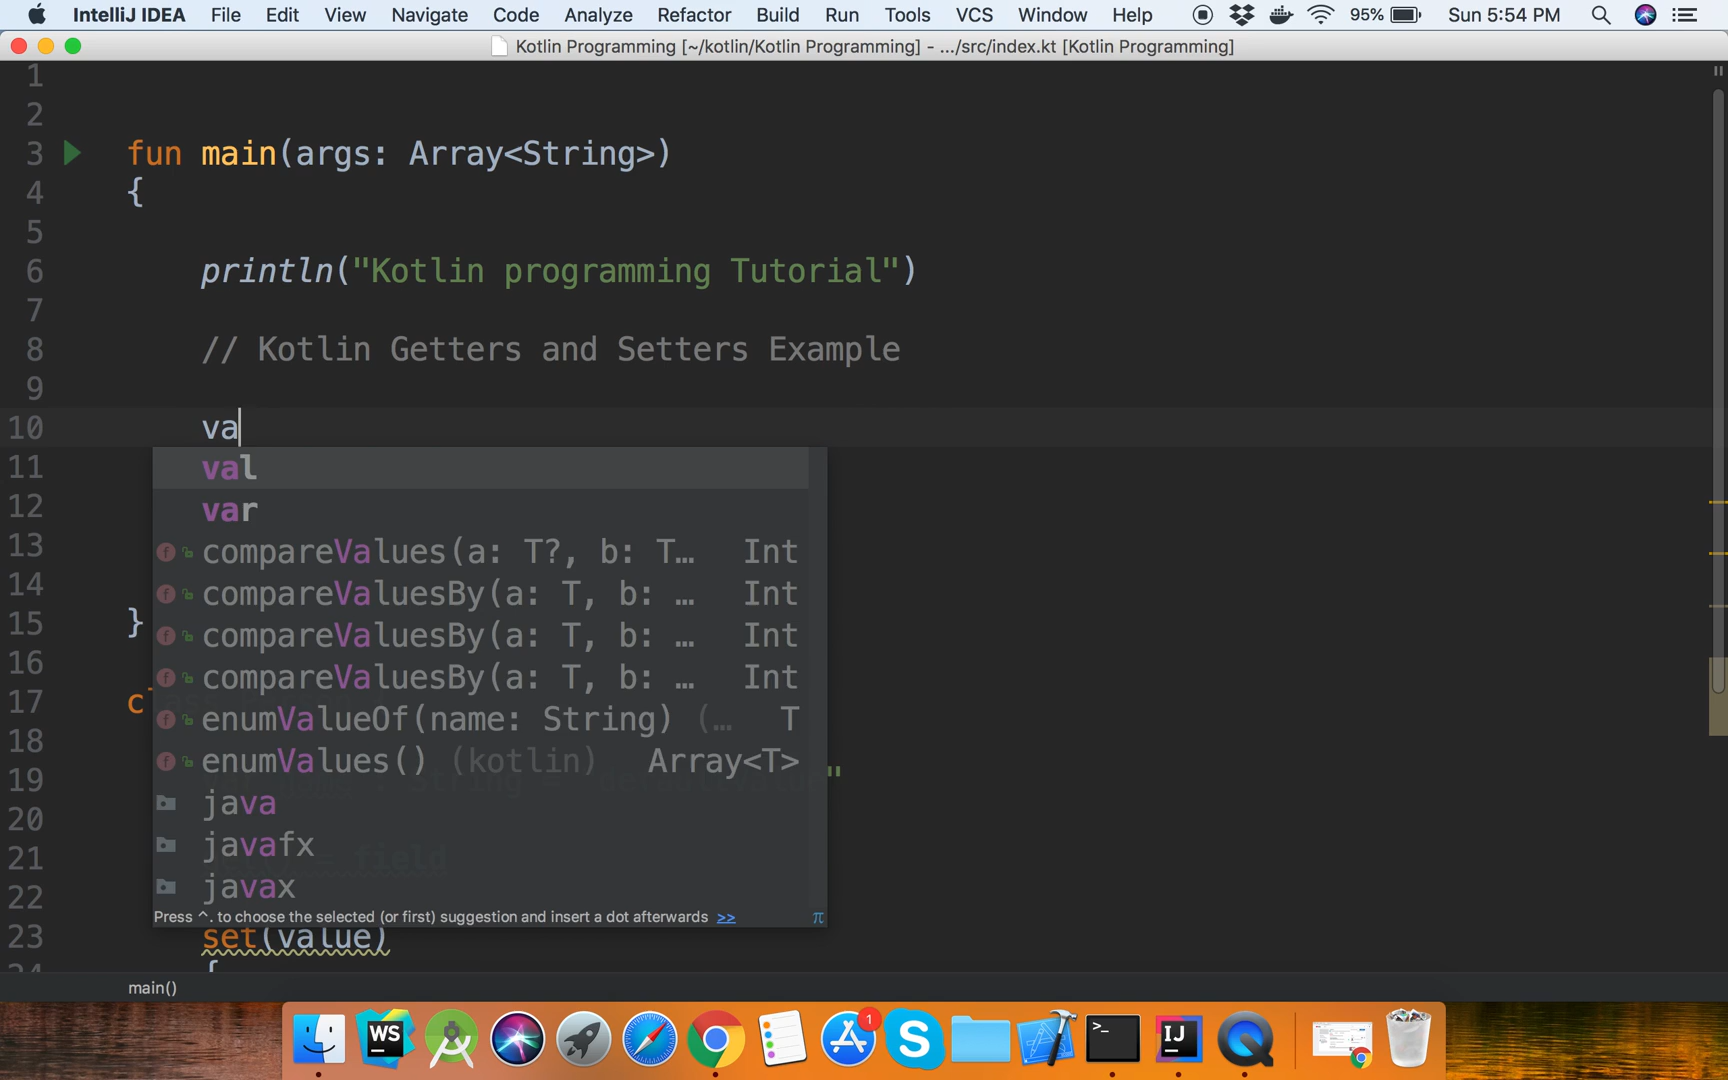 IntelliJ IDEA File Edit View Navigate Code Analyze Refactor Build Run Tools VCS Window Help 95% Sun 5:54 PM
Kotlin Programming [~/kotlin/Kotlin Programming] - .../src/index.kt [Kotlin Programming]
1
2
3 fun main(args: Array<String>)
4 {
5
6 println("Kotlin programming Tutorial")
7
8 // Kotlin Getters and Setters Example
9
10 va
11 val
12 var
13 compareValues(a: T?, b: T… Int
14 compareValuesBy(a: T, b: … Int
15 } compareValuesBy(a: T, b: … Int
16 compareValuesBy(a: T, b: … Int
17 enumValueOf(name: String) (… T
18 enumValues() (kotlin) Array<T>
19 "
20 java
21 javafx
field
22 javax
Press ^. to choose the selected (or first) suggestion and insert a dot afterwards >> π
23 set(value)
24 {
main()
WS 1 S >_ IJ